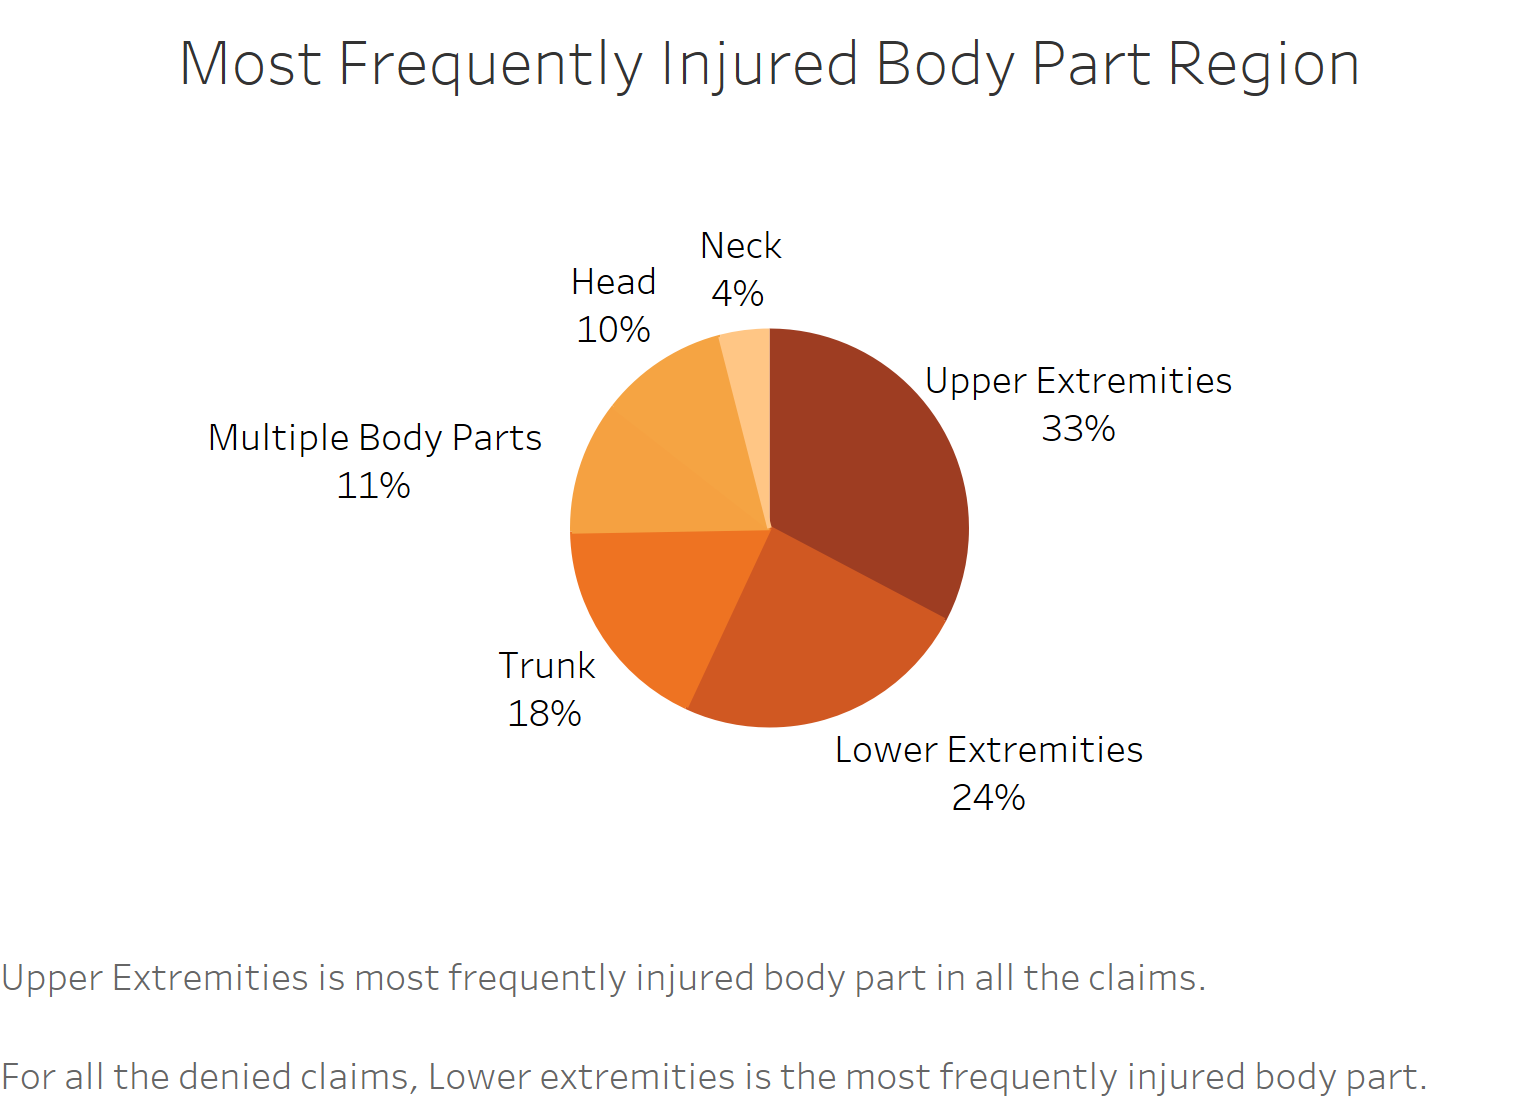 Most Frequently Injured Body Part Region
Neck
4%
Head
10%
Upper Extremities
33%
Multiple Body Parts
11%
Trunk
18%
Lower Extremities
24%
Upper Extremities is most frequently injured body part in all the claims.
For all the denied claims, Lower extremities is the most frequently injured body part.